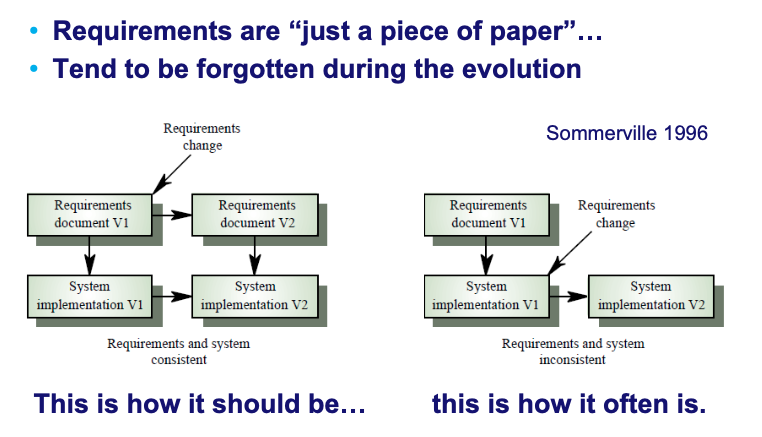 Requirements are “just a piece of paper”…
Tend to be forgotten during the evolution
Sommerville 1996
Requirements
change
Requirements
document V1
Requirements
document V2
System
implementation V1
System
implementation V2
Requirements and system
consistent
This is how it should be…
Requirements
document V1
Requirements
change
System
implementation V1
System
implementation V2
Requirements and system
inconsistent
this is how it often is.